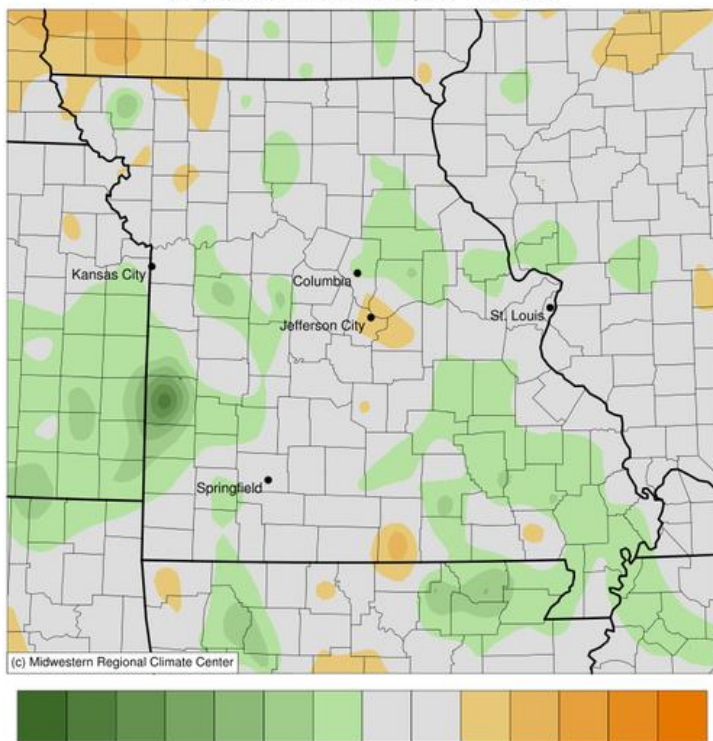 Kansas City
Columbia
Jefferson City
St. Louis
Springfield
(c) Midwestern Regional Climate Center